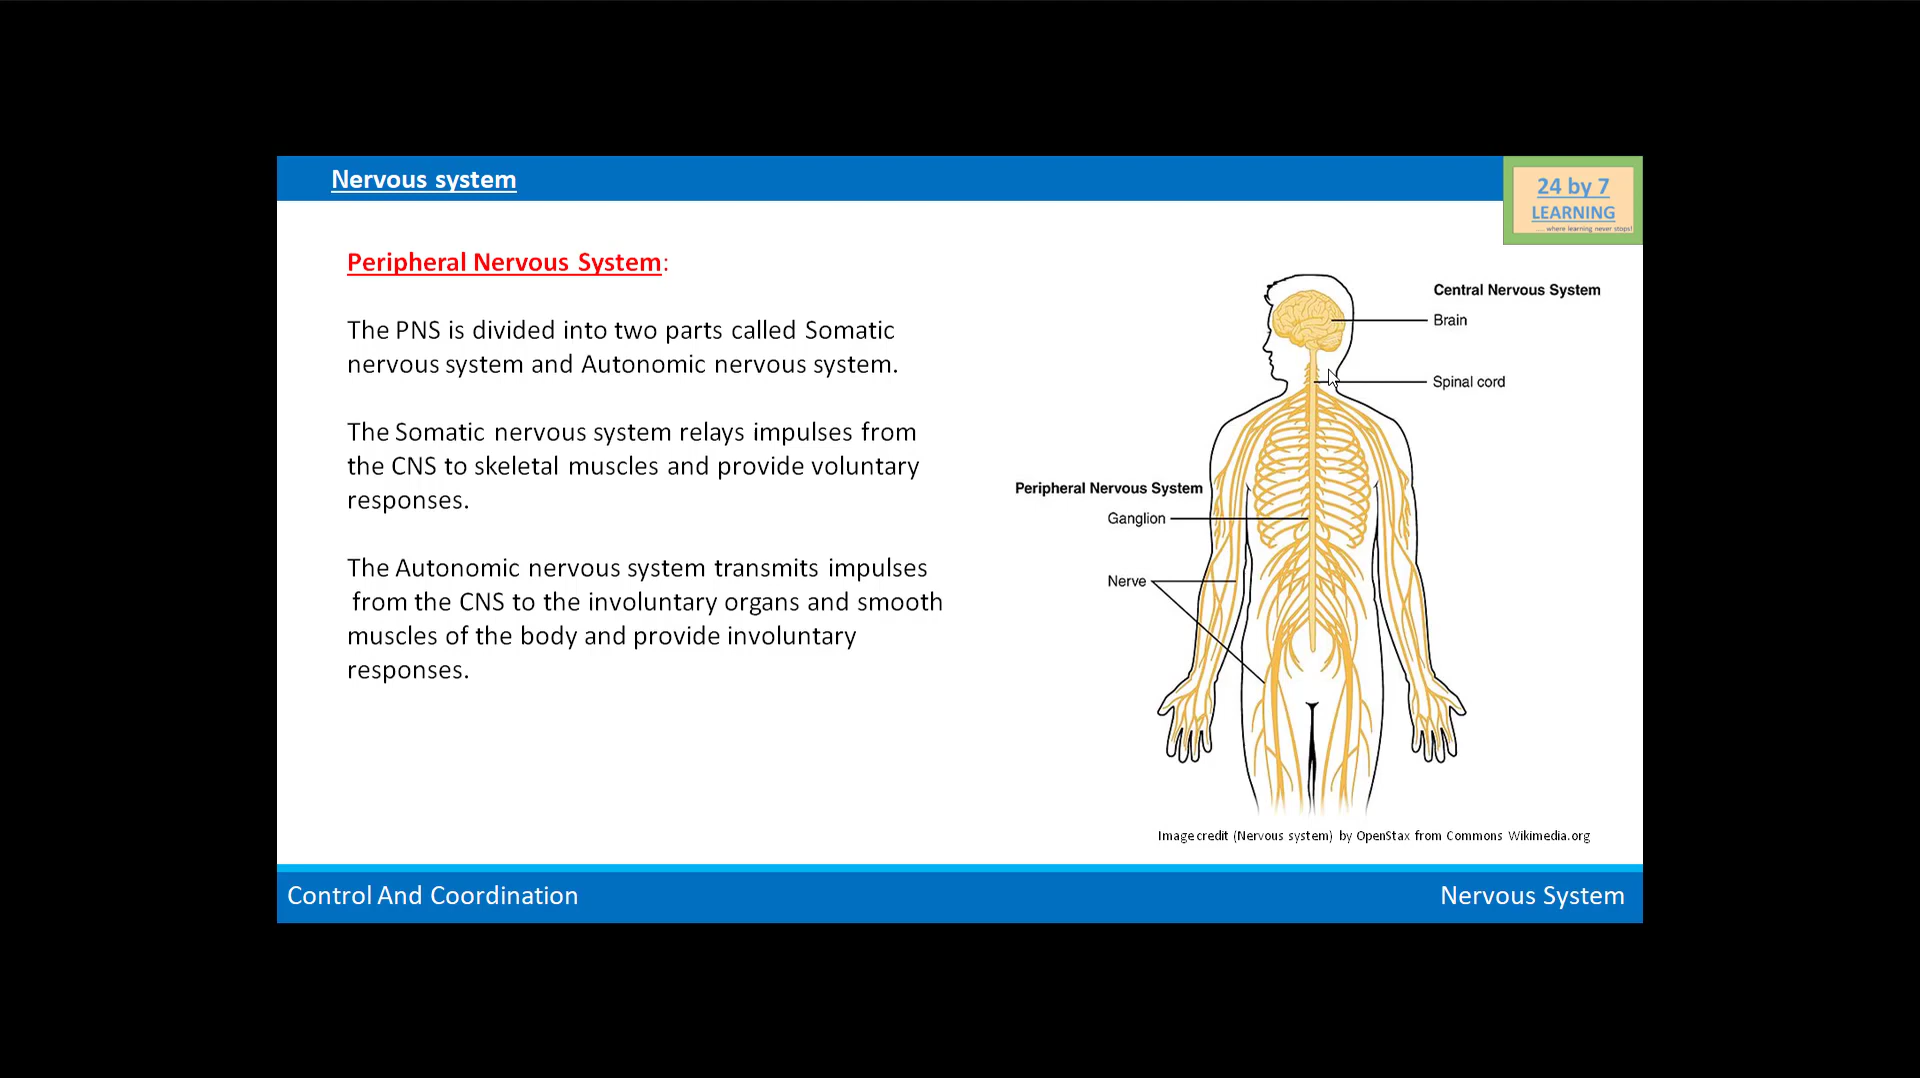 Nervous system
24 by 7
LEARNING
.... where learning never stops!
Peripheral Nervous System:
The PNS is divided into two parts called Somatic
nervous system and Autonomic nervous system.
The Somatic nervous system relays impulses from
the CNS to skeletal muscles and provide voluntary
responses.
The Autonomic nervous system transmits impulses
from the CNS to the involuntary organs and smooth
muscles of the body and provide involuntary
responses.
Central Nervous System
Brain
Spinal cord
Peripheral Nervous System
Ganglion
Nerve
Image credit (Nervous system) by OpenStax from Commons Wikimedia.org
Control And Coordination
Nervous System